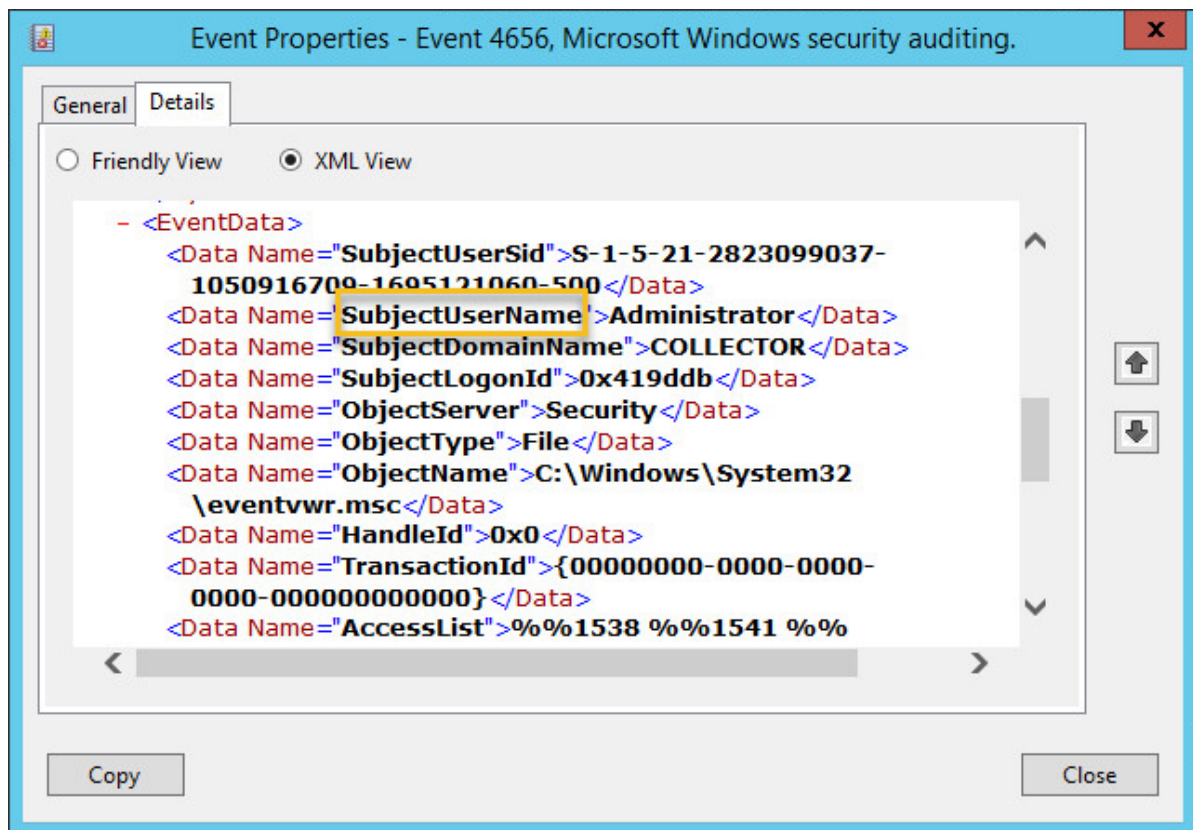 Event Properties - Event 4656, Microsoft Windows security auditing.
x
General
Details
Friendly View
XML View
– <EventData>
<Data Name="SubjectUserSid">S-1-5-21-2823099037-
1050916709-1695121060-500</Data>
<Data Name="SubjectUserName">Administrator</Data>
<Data Name="SubjectDomainName">COLLECTOR</Data>
<Data Name="SubjectLogonId">0x419ddb</Data>
<Data Name="ObjectServer">Security</Data>
<Data Name="ObjectType">File</Data>
<Data Name="ObjectName">C:\Windows\System32
\eventvwr.msc</Data>
<Data Name="HandleId">0x0</Data>
<Data Name="TransactionId">{00000000-0000-0000-
0000-000000000000}</Data>
<Data Name="AccessList">%%1538 %%1541 %%
Copy
Close